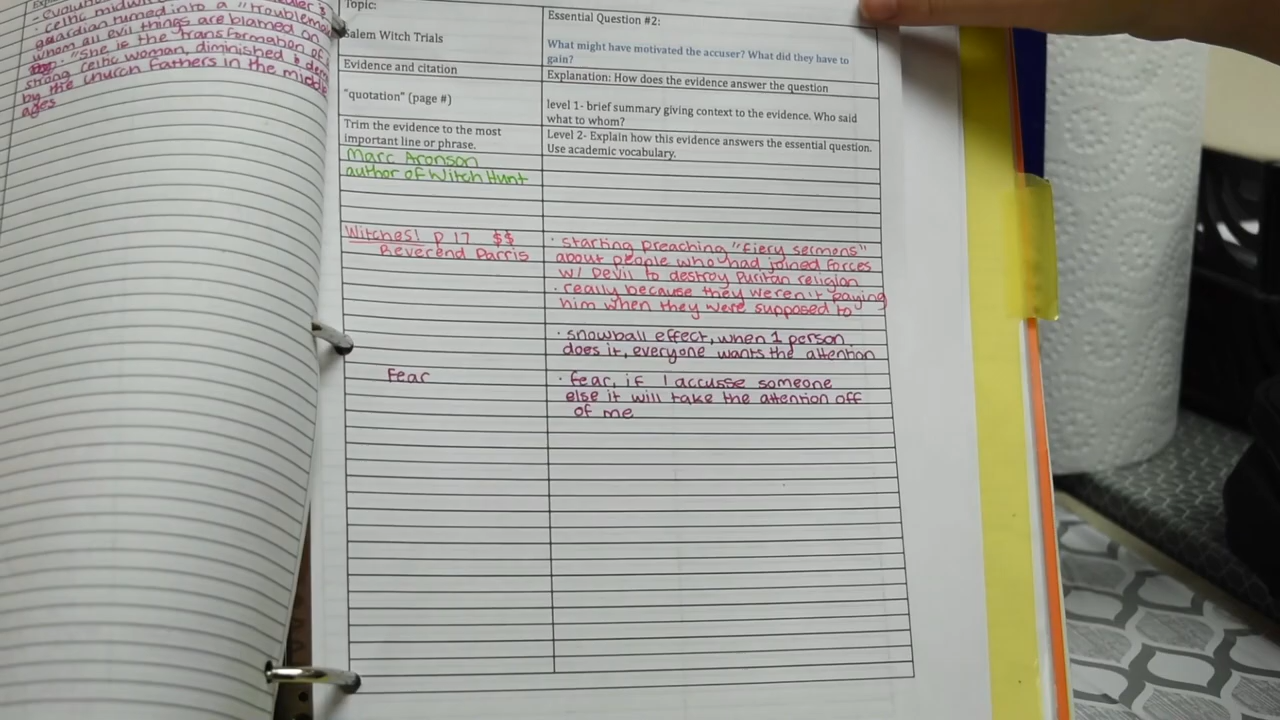 - evolu
· celtic midwi
guardian turned into a "troublemo
whom all evil things are blamed on
· "she is the transformation of
strong celtic woman, diminished &
by the church Fathers in the middle
ages
Topic:
Salem Witch Trials
Essential Question #2:
What might have motivated the accuser? What did they have to
gain?
Evidence and citation
Explanation: How does the evidence answer the question
"quotation" (page #)
level 1- brief summary giving context to the evidence. Who said
what to whom?
Trim the evidence to the most
important line or phrase.
Level 2- Explain how this evidence answers the essential question.
Use academic vocabulary.
Marc Aronson
author of Witch Hunt
Witches! p 17 $$
Reverend Parris
· starting preaching "fiery sermons"
about people who had joined forces
w/ Devil to destroy Puritan religion
· really because they weren't paying
him when they were supposed to
· snowball effect, when 1 person
does it, everyone wants the attention
Fear
· fear, if I accusse someone
else it will take the attention off
of me